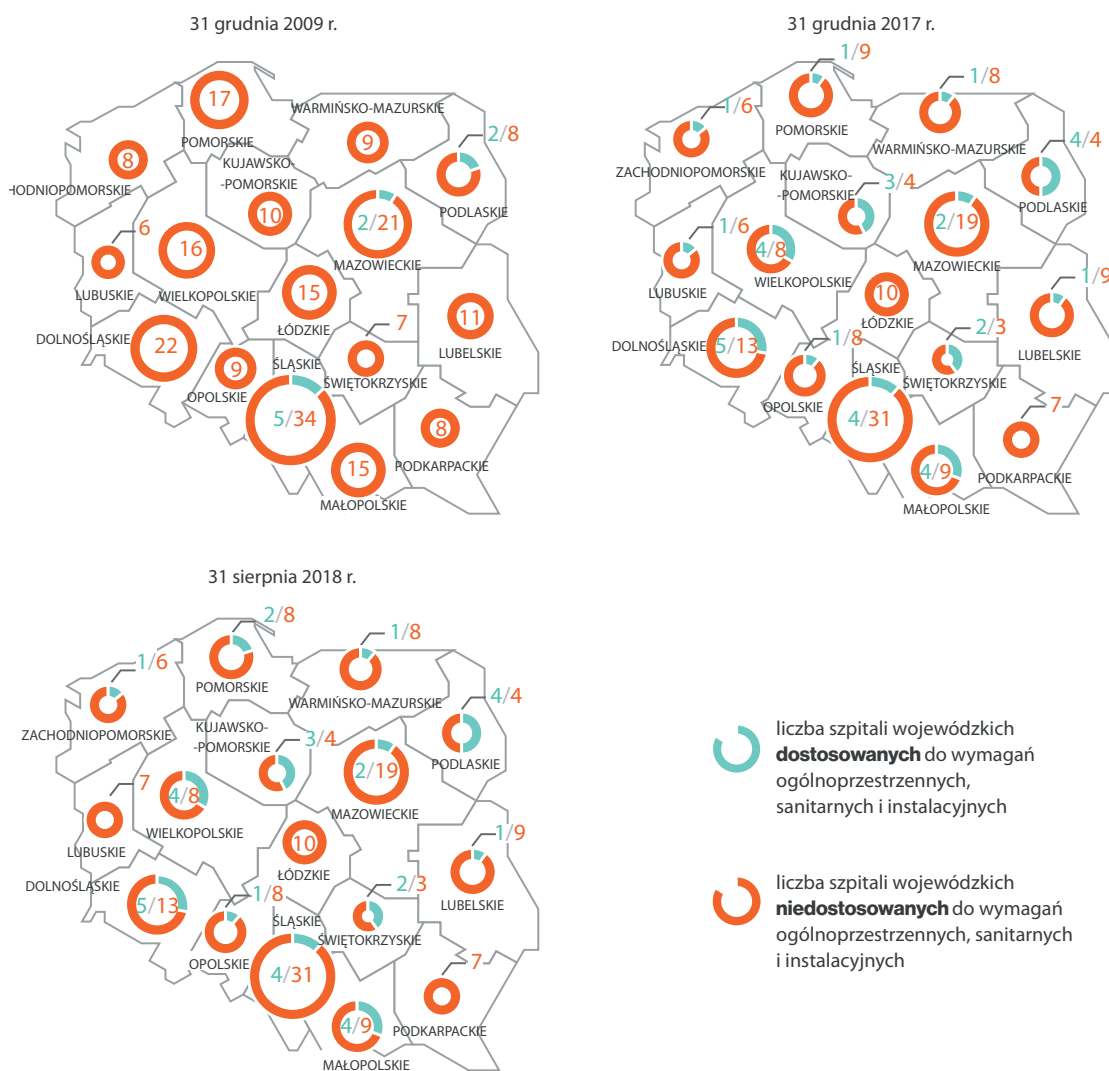 31 grudnia 2009 r.
17
POMORSKIE
WARMIŃSKO-MAZURSKIE
9
2/8
PODLASKIE
8
HODNIOPOMORSKIE
KUJAWSKO-
-POMORSKIE
10
2/21
MAZOWIECKIE
6
LUBUSKIE
16
WIELKOPOLSKIE
15
ŁÓDZKIE
11
LUBELSKIE
DOLNOŚLĄSKIE
22
9
OPOLSKIE
ŚLĄSKIE
5/34
7
ŚWIĘTOKRZYSKIE
8
PODKARPACKIE
15
MAŁOPOLSKIE
31 grudnia 2017 r.
1/9
POMORSKIE
1/8
WARMIŃSKO-MAZURSKIE
1/6
ZACHODNIOPOMORSKIE
4/4
PODLASKIE
KUJAWSKO-
-POMORSKIE
3/4
2/19
MAZOWIECKIE
1/6
LUBUSKIE
4/8
WIELKOPOLSKIE
10
ŁÓDZKIE
1/9
LUBELSKIE
DOLNOŚLĄSKIE
5/13
1/8
OPOLSKIE
ŚLĄSKIE
4/31
2/3
ŚWIĘTOKRZYSKIE
7
PODKARPACKIE
4/9
MAŁOPOLSKIE
31 sierpnia 2018 r.
2/8
POMORSKIE
1/8
WARMIŃSKO-MAZURSKIE
1/6
ZACHODNIOPOMORSKIE
4/4
PODLASKIE
KUJAWSKO-
-POMORSKIE
3/4
2/19
MAZOWIECKIE
7
LUBUSKIE
4/8
WIELKOPOLSKIE
10
ŁÓDZKIE
1/9
LUBELSKIE
DOLNOŚLĄSKIE
5/13
1/8
OPOLSKIE
ŚLĄSKIE
4/31
2/3
ŚWIĘTOKRZYSKIE
7
PODKARPACKIE
4/9
MAŁOPOLSKIE
liczba szpitali wojewódzkich
dostosowanych do wymagań
ogólnoprzestrzennych,
sanitarnych i instalacyjnych
liczba szpitali wojewódzkich
niedostosowanych do wymagań
ogólnoprzestrzennych, sanitarnych
i instalacyjnych